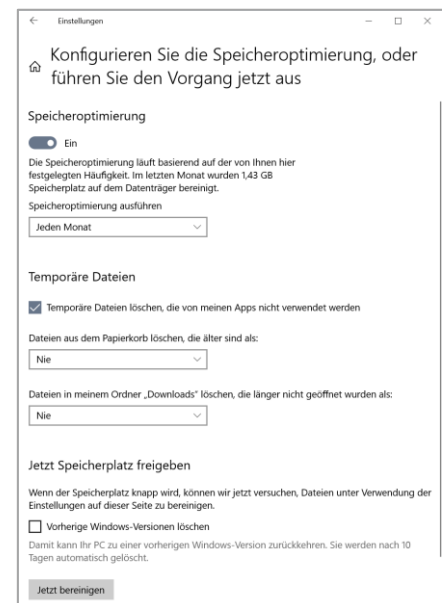 Einstellungen
Konfigurieren Sie die Speicheroptimierung, oder
führen Sie den Vorgang jetzt aus
Speicheroptimierung
Ein
Die Speicheroptimierung läuft basierend auf der von Ihnen hier
festgelegten Häufigkeit. Im letzten Monat wurden 1,43 GB
Speicherplatz auf dem Datenträger bereinigt.
Speicheroptimierung ausführen
Jeden Monat
Temporäre Dateien
Temporäre Dateien löschen, die von meinen Apps nicht verwendet werden
Dateien aus dem Papierkorb löschen, die älter sind als:
Nie
Dateien in meinem Ordner „Downloads“ löschen, die länger nicht geöffnet wurden als:
Nie
Jetzt Speicherplatz freigeben
Wenn der Speicherplatz knapp wird, können wir jetzt versuchen, Dateien unter Verwendung der
Einstellungen auf dieser Seite zu bereinigen.
Vorherige Windows-Versionen löschen
Damit kann Ihr PC zu einer vorherigen Windows-Version zurückkehren. Sie werden nach 10
Tagen automatisch gelöscht.
Jetzt bereinigen